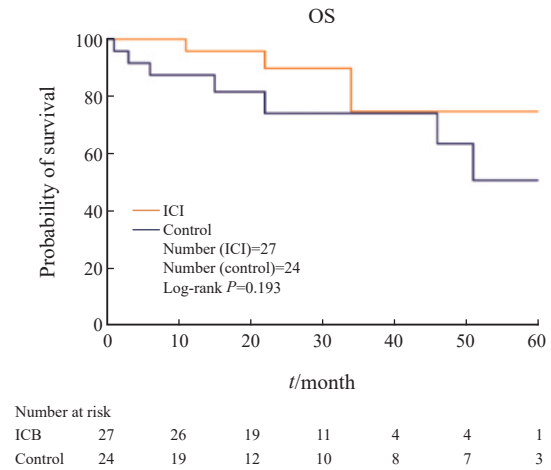 OS
Probability of survival
100
80
60
40
20
0
ICI
Control
Number (ICI)=27
Number (control)=24
Log-rank P=0.193
0 10 20 30 40 50 60
t/month
Number at risk
ICB 27 26 19 11 4 4 1
Control 24 19 12 10 8 7 3